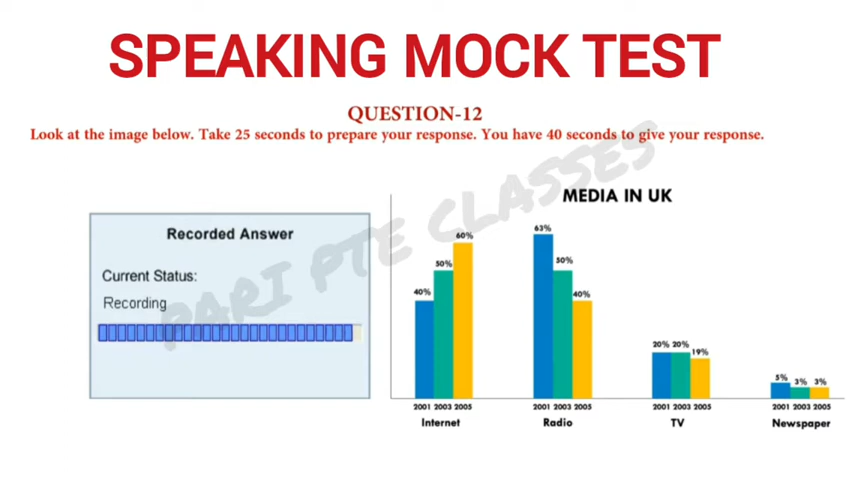 SPEAKING MOCK TEST
QUESTION-12
Look at the image below. Take 25 seconds to prepare your response. You have 40 seconds to give your response.
PARI PTE CLASSES
Recorded Answer
Current Status:
Recording
MEDIA IN UK
40% 50% 60%
63% 50% 40%
20% 20% 19%
5% 3% 3%
2001 2003 2005 2001 2003 2005 2001 2003 2005 2001 2003 2005
Internet Radio TV Newspaper